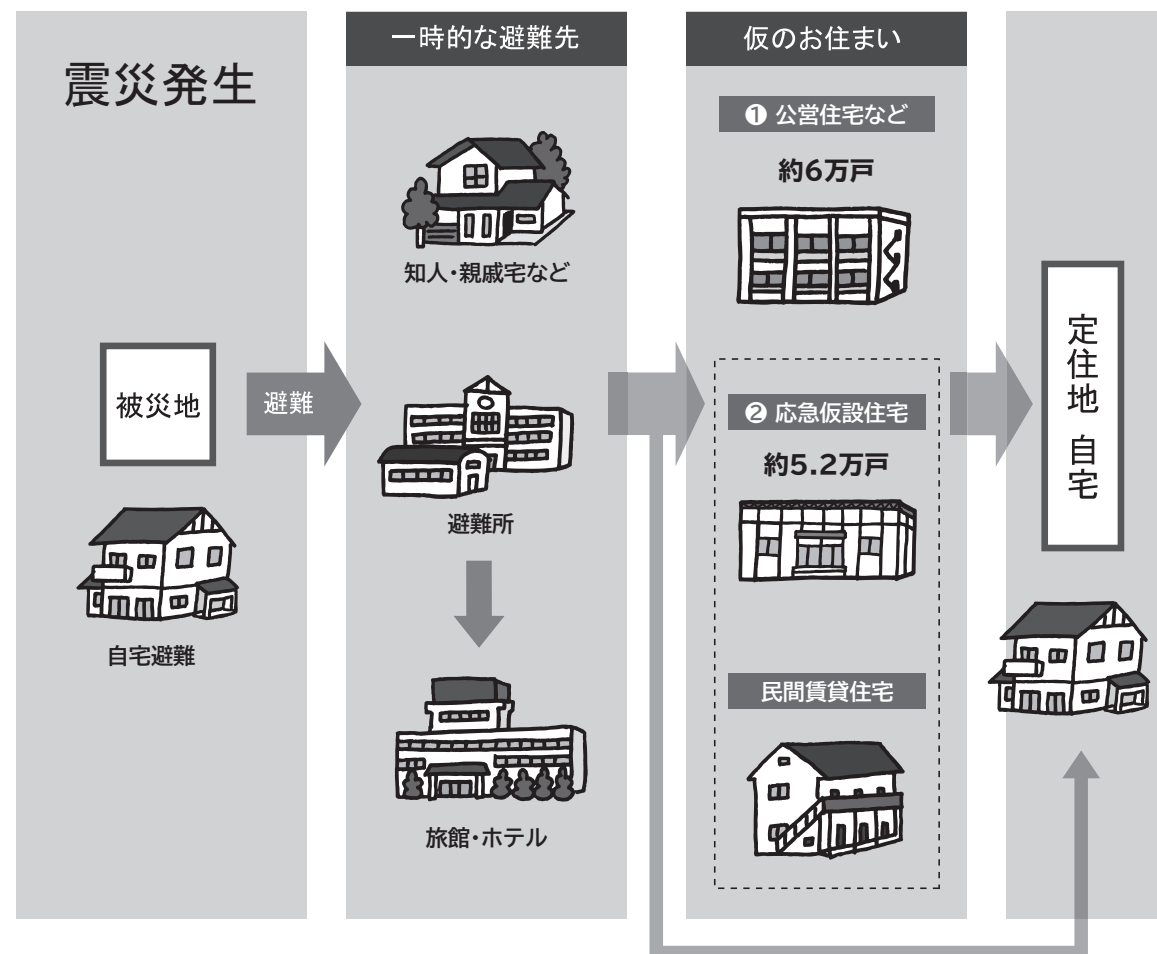 震災発生
被災地
自宅避難
避難
一時的な避難先
知人・親戚宅など
避難所
旅館・ホテル
仮のお住まい
❶ 公営住宅など
約6万戸
❷ 応急仮設住宅
約5.2万戸
民間賃貸住宅
定住地 自宅